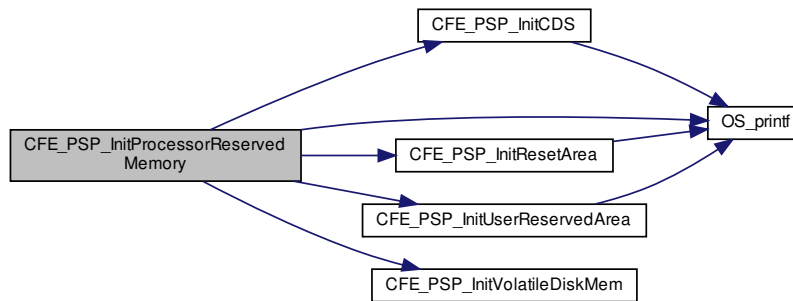 CFE_PSP_InitProcessorReserved
Memory
CFE_PSP_InitCDS
OS_printf
CFE_PSP_InitResetArea
CFE_PSP_InitUserReservedArea
CFE_PSP_InitVolatileDiskMem